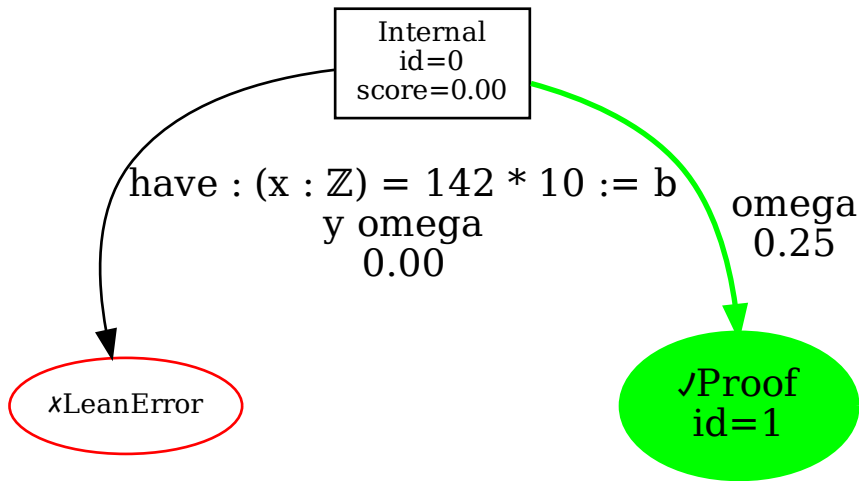 Internal
id=0
score=0.00
have : (x : ℤ) = 142 * 10 := b
y omega
0.00
omega
0.25
✗LeanError
✓Proof
id=1